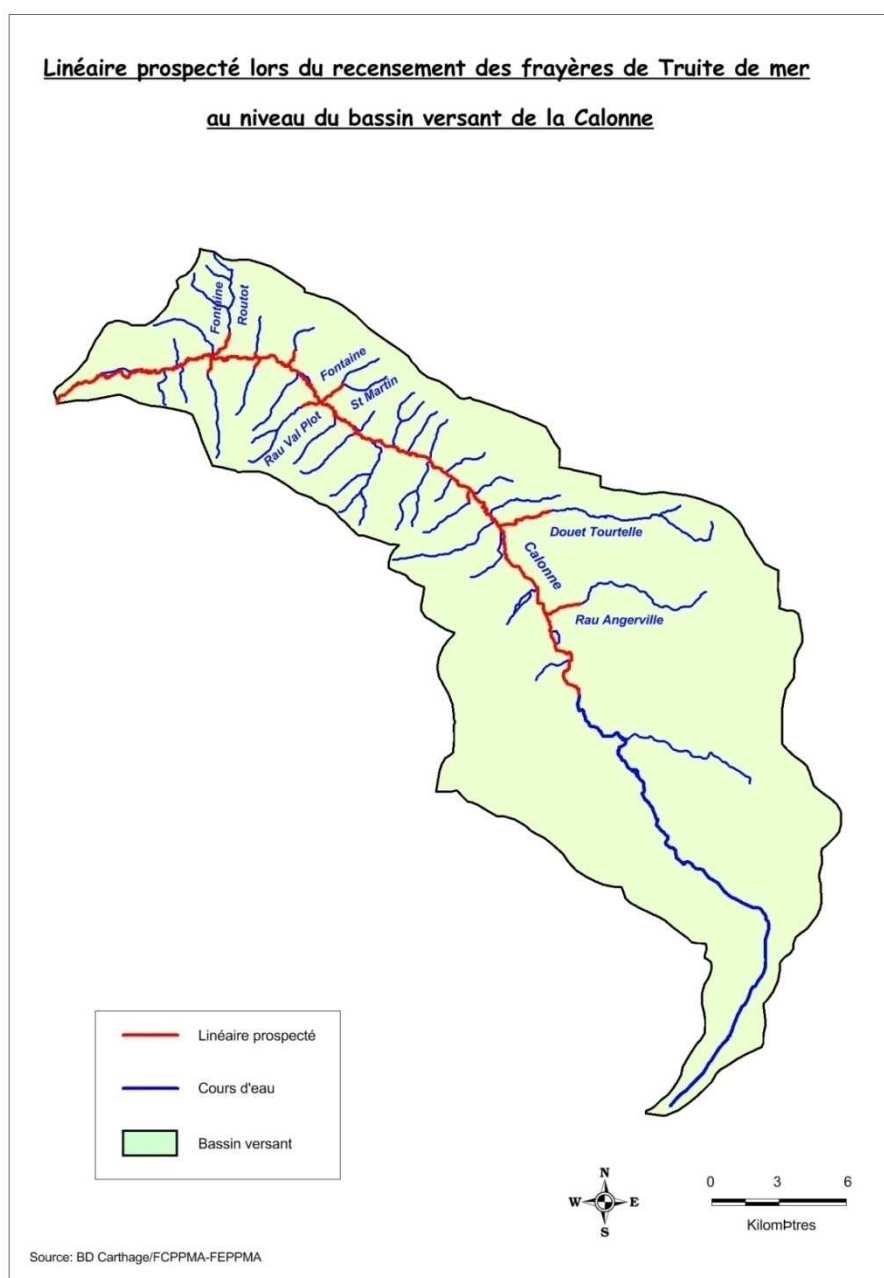 Linéaire prospecté lors du recensement des frayères de Truite de mer
au niveau du bassin versant de la Calonne
Fontaine
Routot
Fontaine
St Martin
Rau Val Plot
Douet Tourtelle
Calonne
Rau Angerville
Linéaire prospecté
Cours d'eau
Bassin versant
N
W E
S
0 3 6
KilomÞtres
Source: BD Carthage/FCPPMA-FEPPMA